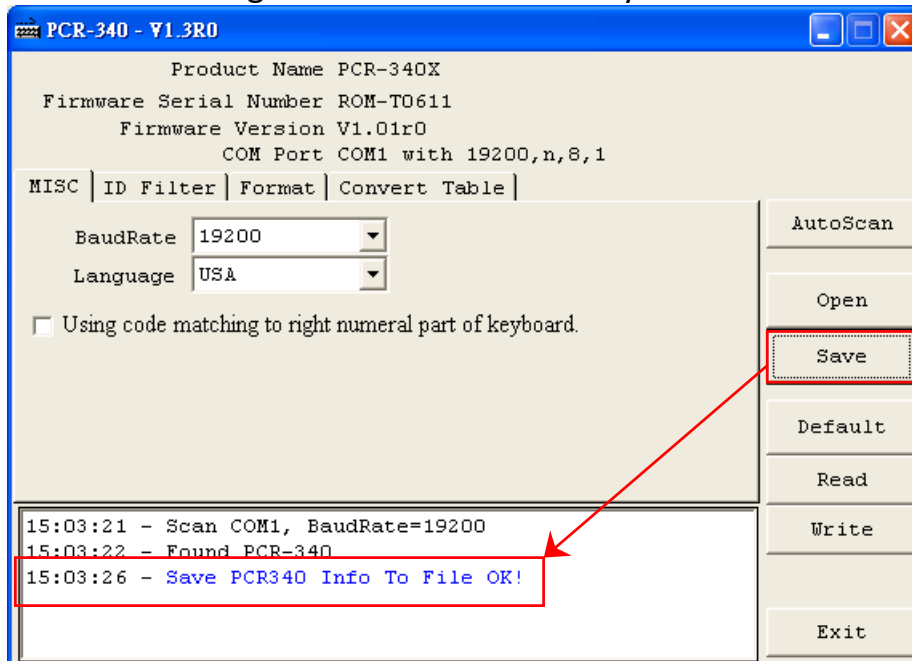 PCR-340 - V1.3R0
Product Name PCR-340X
Firmware Serial Number ROM-T0611
Firmware Version V1.01r0
COM Port COM1 with 19200,n,8,1
MISC ID Filter Format Convert Table
BaudRate 19200
Language USA
Using code matching to right numeral part of keyboard.
AutoScan
Open
Save
Default
Read
Write
Exit
15:03:21 - Scan COM1, BaudRate=19200
15:03:22 - Found PCR-340
15:03:26 - Save PCR340 Info To File OK!